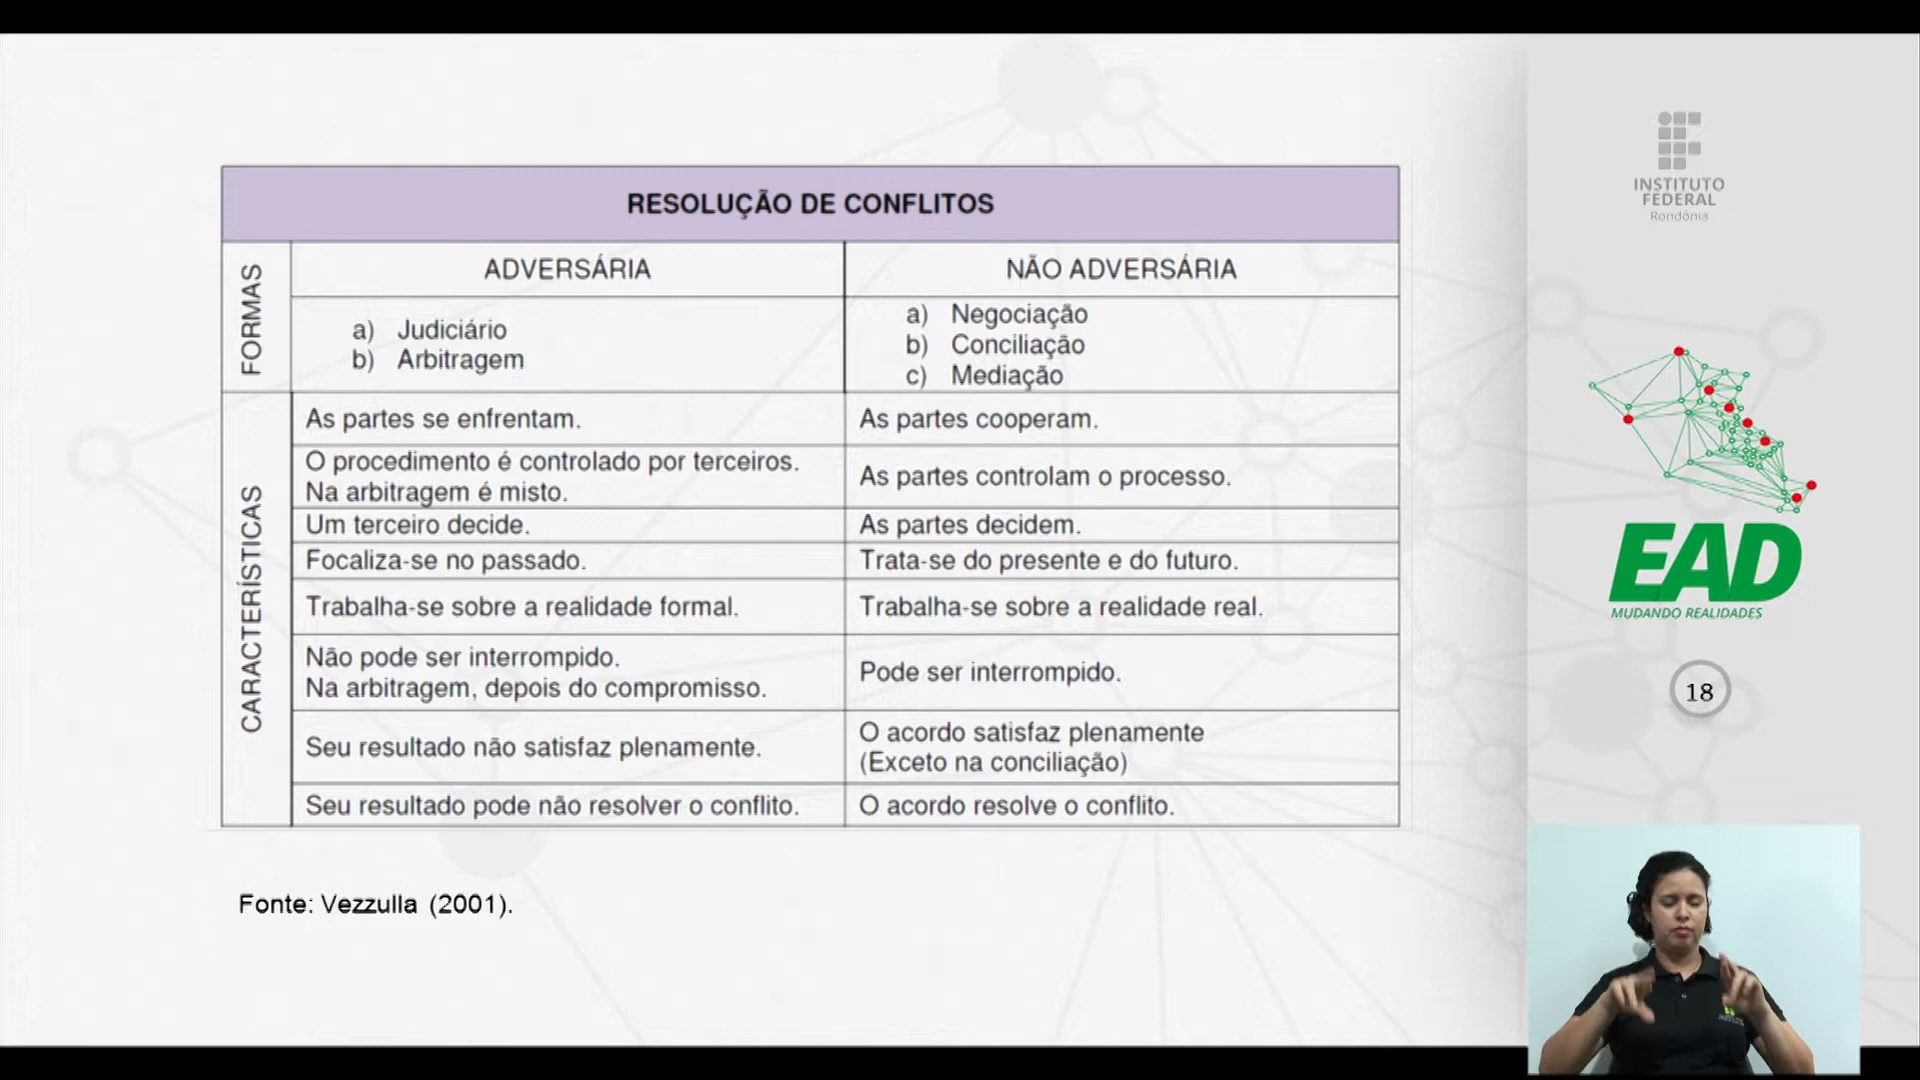 RESOLUÇÃO DE CONFLITOS
FORMAS
ADVERSÁRIA
NÃO ADVERSÁRIA
a) Judiciário
b) Arbitragem
a) Negociação
b) Conciliação
c) Mediação
CARACTERÍSTICAS
As partes se enfrentam.
As partes cooperam.
O procedimento é controlado por terceiros.
Na arbitragem é misto.
As partes controlam o processo.
Um terceiro decide.
As partes decidem.
Focaliza-se no passado.
Trata-se do presente e do futuro.
Trabalha-se sobre a realidade formal.
Trabalha-se sobre a realidade real.
Não pode ser interrompido.
Na arbitragem, depois do compromisso.
Pode ser interrompido.
Seu resultado não satisfaz plenamente.
O acordo satisfaz plenamente
(Exceto na conciliação)
Seu resultado pode não resolver o conflito.
O acordo resolve o conflito.
Fonte: Vezzulla (2001).
INSTITUTO
FEDERAL
Rondônia
EAD
MUDANDO REALIDADES
18